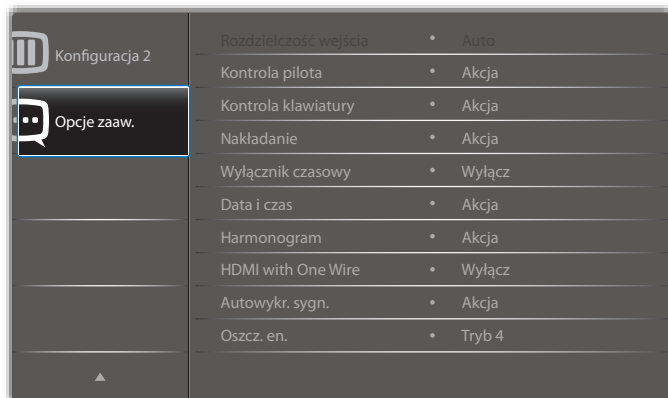 Konfiguracja 2
Opcje zaaw.
Rozdzielczość wejścia • Auto
Kontrola pilota • Akcja
Kontrola klawiatury • Akcja
Nakładanie • Akcja
Wyłącznik czasowy • Wyłącz
Data i czas • Akcja
Harmonogram • Akcja
HDMI with One Wire • Wyłącz
Autowykr. sygn. • Akcja
Oszcz. en. • Tryb 4